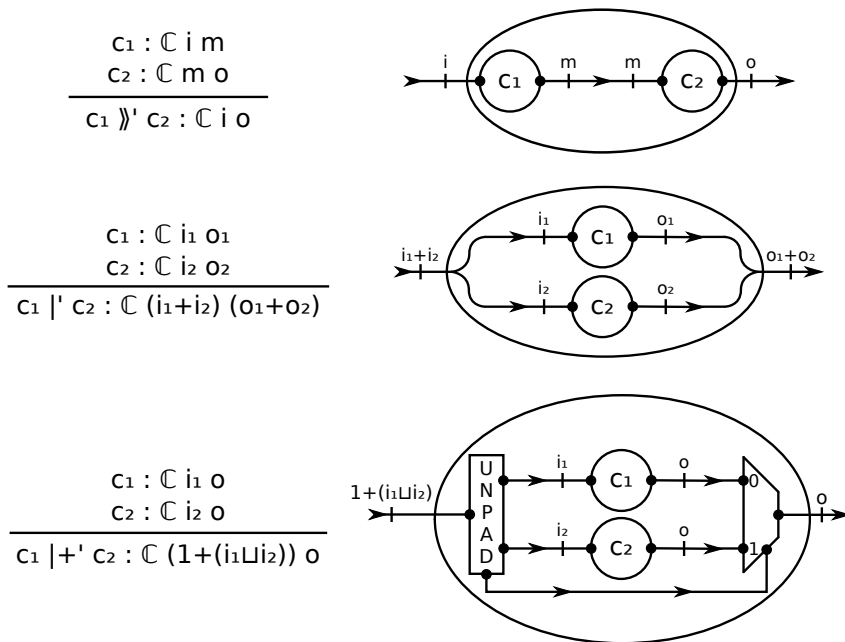 c₁ : ℂ i m
c₂ : ℂ m o
c₁ ⟫' c₂ : ℂ i o
i c₁ m m c₂ o
c₁ : ℂ i₁ o₁
c₂ : ℂ i₂ o₂
c₁ |' c₂ : ℂ (i₁+i₂) (o₁+o₂)
i₁ c₁ o₁
i₁+i₂ o₁+o₂
i₂ c₂ o₂
c₁ : ℂ i₁ o
c₂ : ℂ i₂ o
c₁ |+' c₂ : ℂ (1+(i₁⊔i₂)) o
1+(i₁⊔i₂)
UNPAD
i₁ c₁ o 0
i₂ c₂ o 1
o